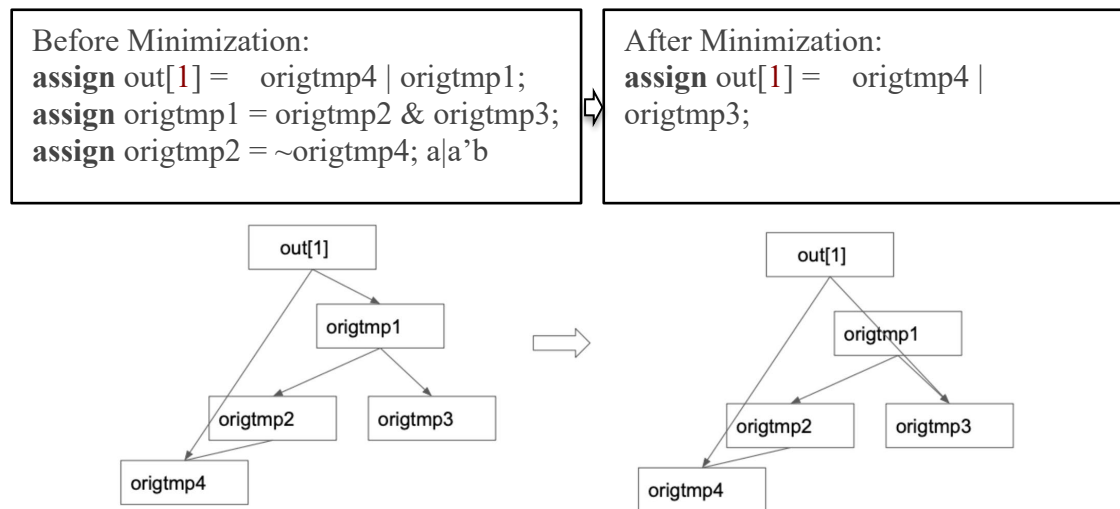 Before Minimization:
assign out[1] = origtmp4 | origtmp1;
assign origtmp1 = origtmp2 & origtmp3;
assign origtmp2 = ~origtmp4; a|a’b
After Minimization:
assign out[1] = origtmp4 |
origtmp3;
out[1]
origtmp1
origtmp2
origtmp3
origtmp4
out[1]
origtmp1
origtmp2
origtmp3
origtmp4